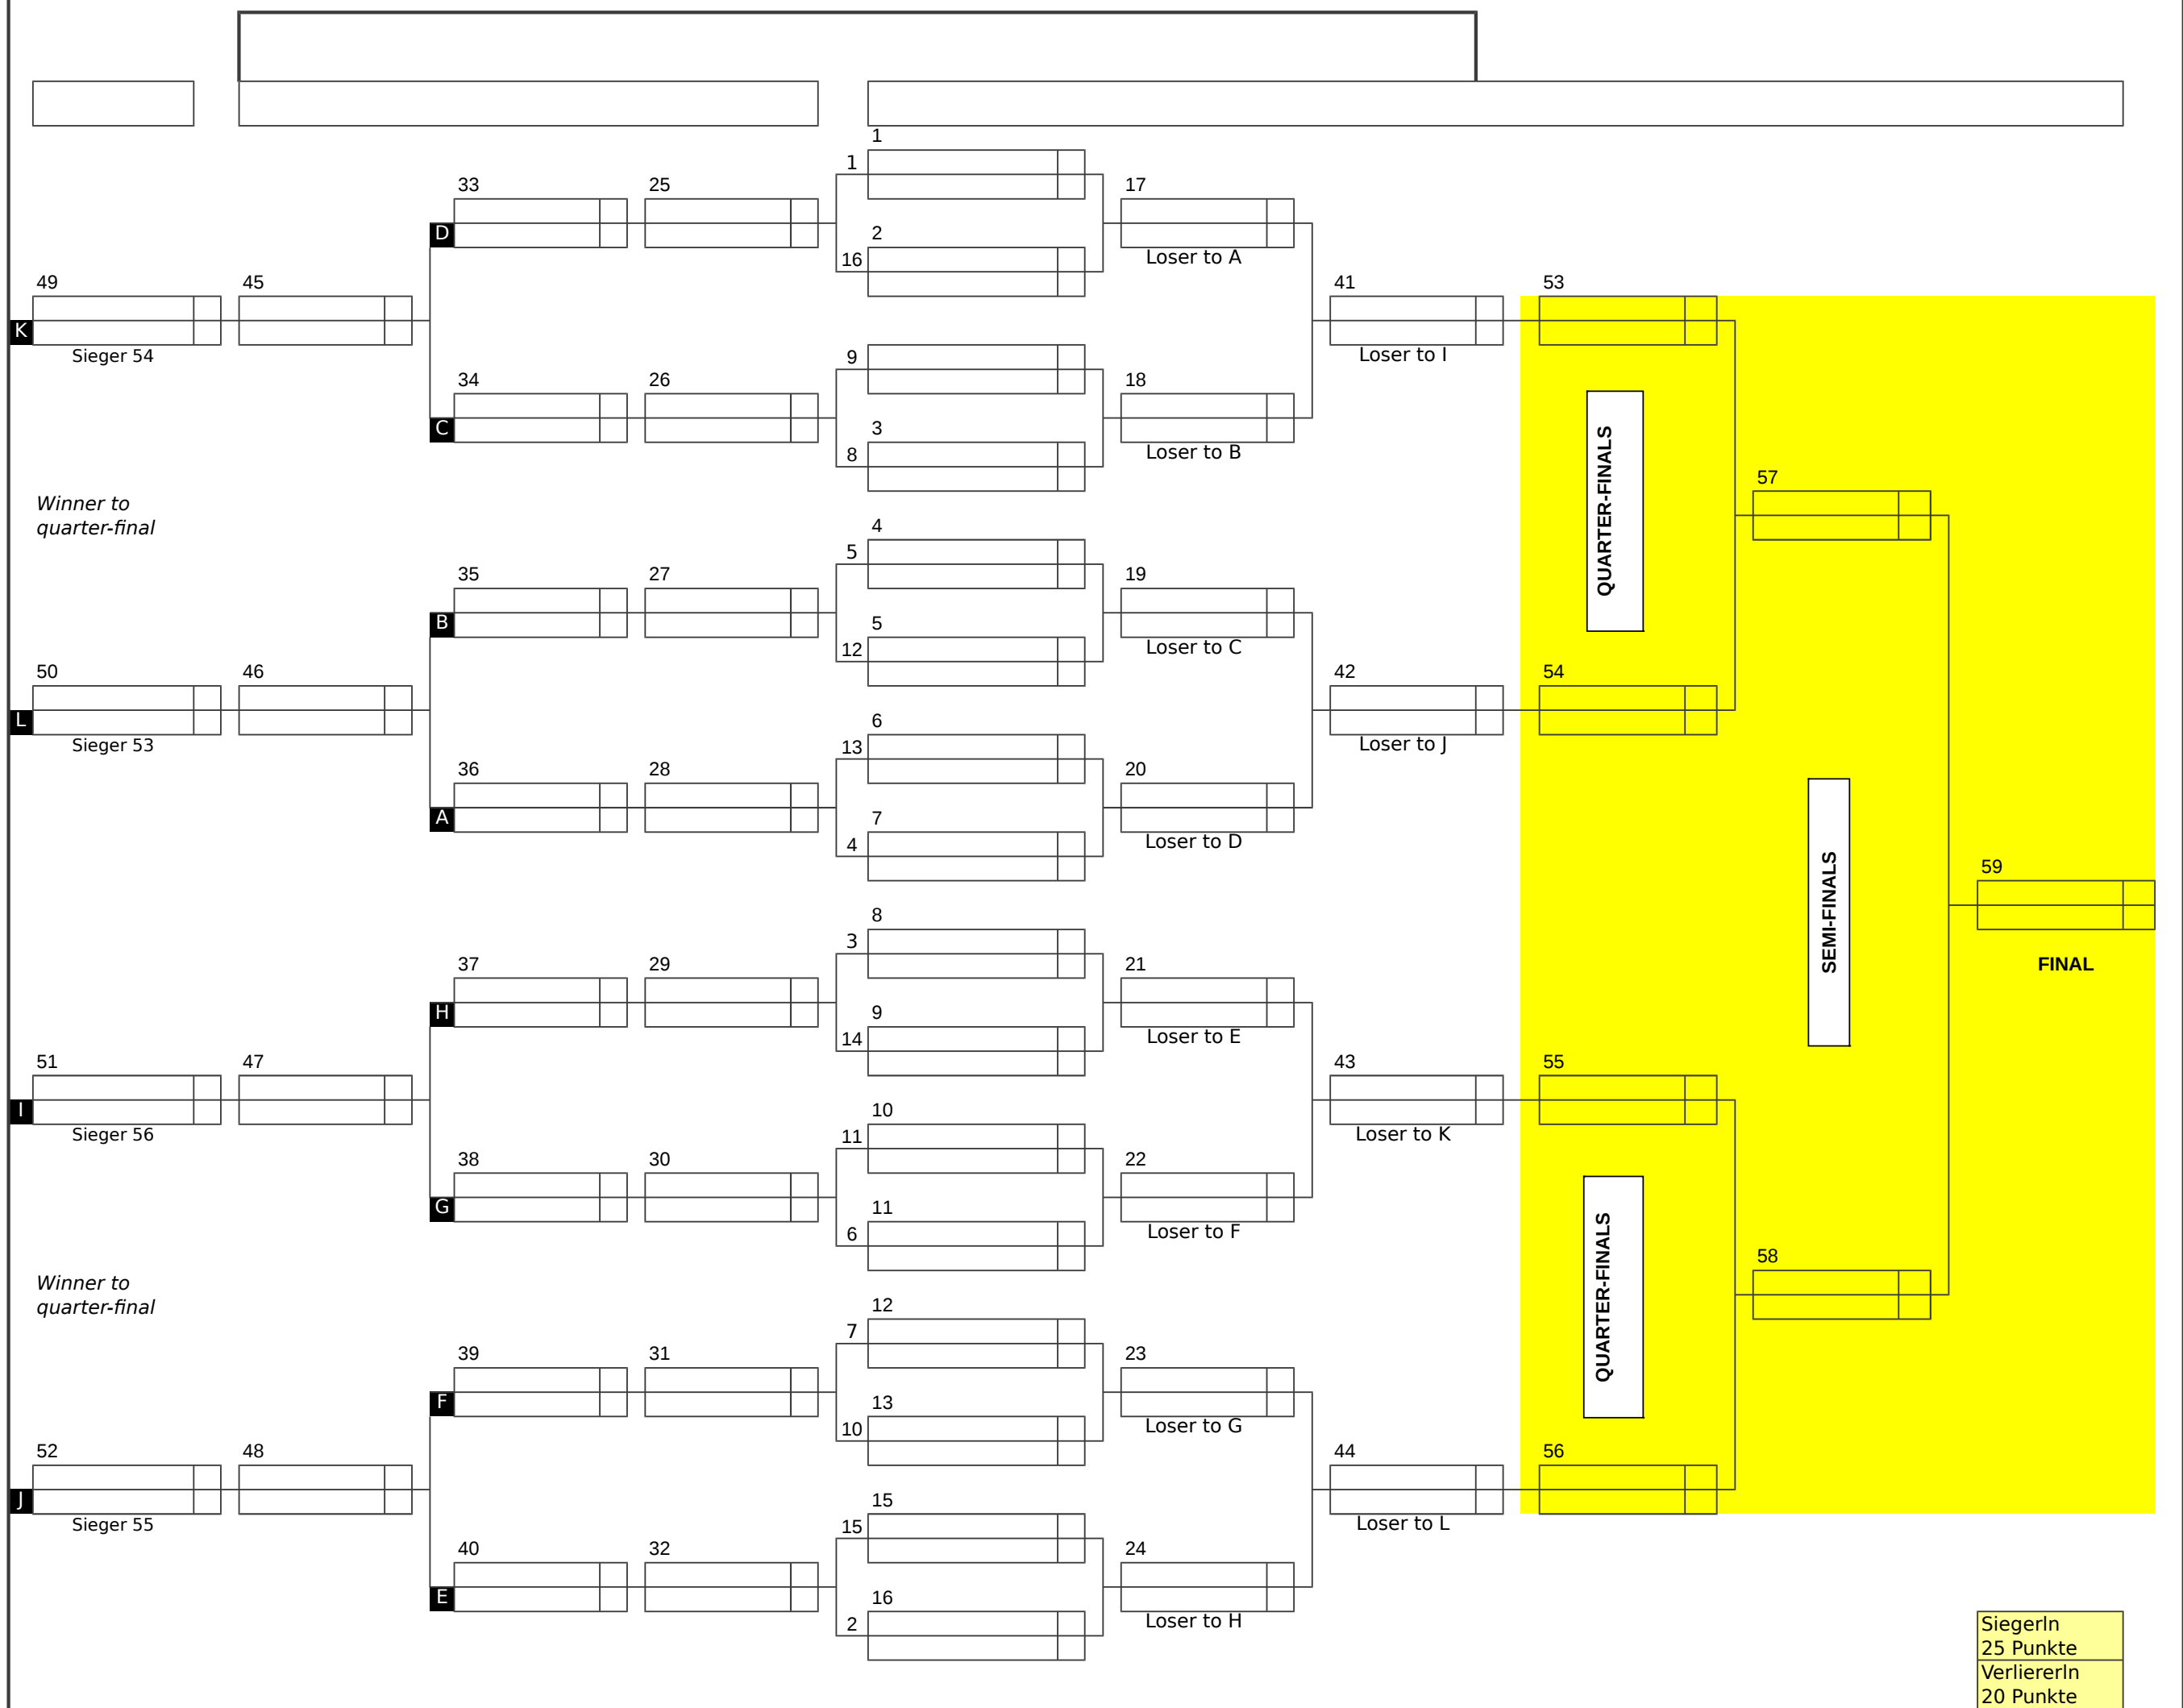 1
1
33 25 17
D
2
Loser to A
16
49 45 41 53
K
Sieger 54 9 Loser to I
34 26 18
C
3
8 Loser to B
QUARTER-FINALS
57
Winner to
quarter-final
4
5
35 27 19
B
5
12 Loser to C
50 46 42 54
L
6
Sieger 53 13 Loser to J
36 28 20
A
7
4 Loser to D
SEMI-FINALS
59
8
3
37 29 21 FINAL
H
9
14 Loser to E
51 47 43 55
I
10
Sieger 56 11 Loser to K
38 30 22
G
11
6 Loser to F
QUARTER-FINALS
58
Winner to
quarter-final
12
7
39 31 23
F
13
10 Loser to G
52 48 44 56
J
15
Sieger 55 15 Loser to L
40 32 24
E
16
2 Loser to H
SiegerIn
25 Punkte
VerliererIn
20 Punkte